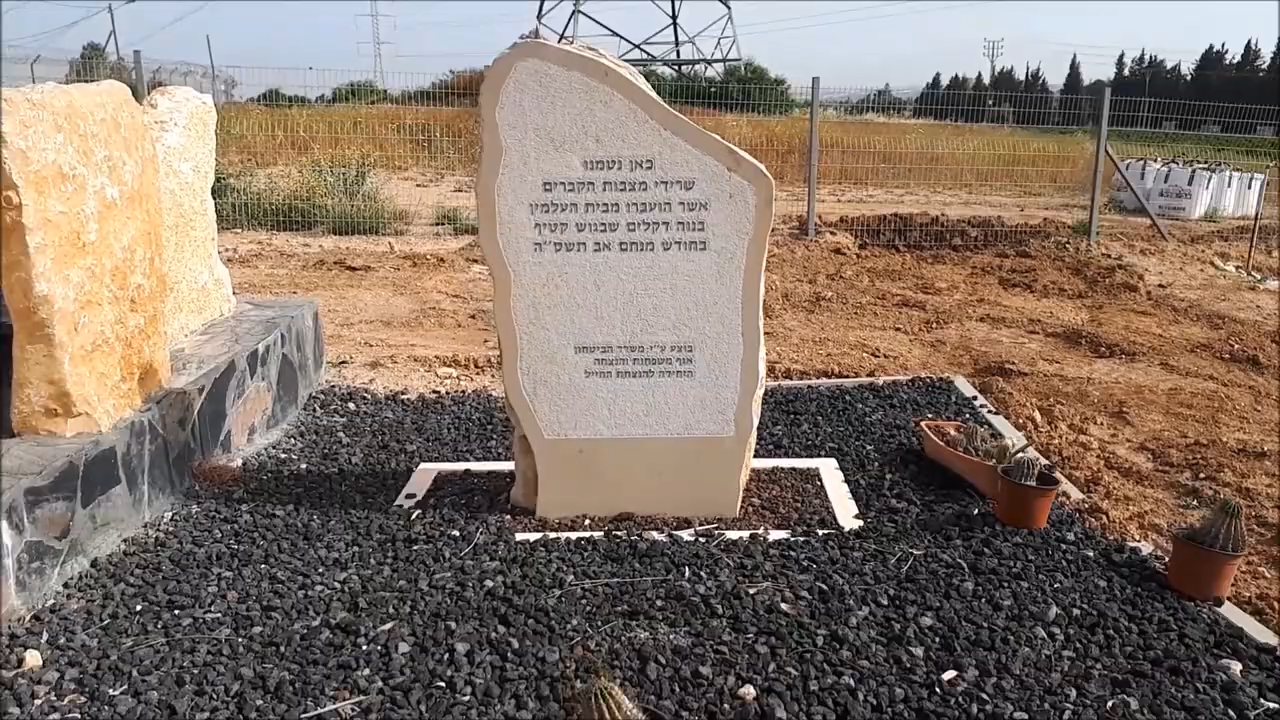 כאן נטמנו
שרידי מצבות הקברים
אשר הועברו מבית העלמין
בנוה דקלים שבגוש קטיף
בחודש מנחם אב תשס"ה
בוצע ע"י: משרד הביטחון
אגף משפחות והנצחה
היחידה להנצחת החייל